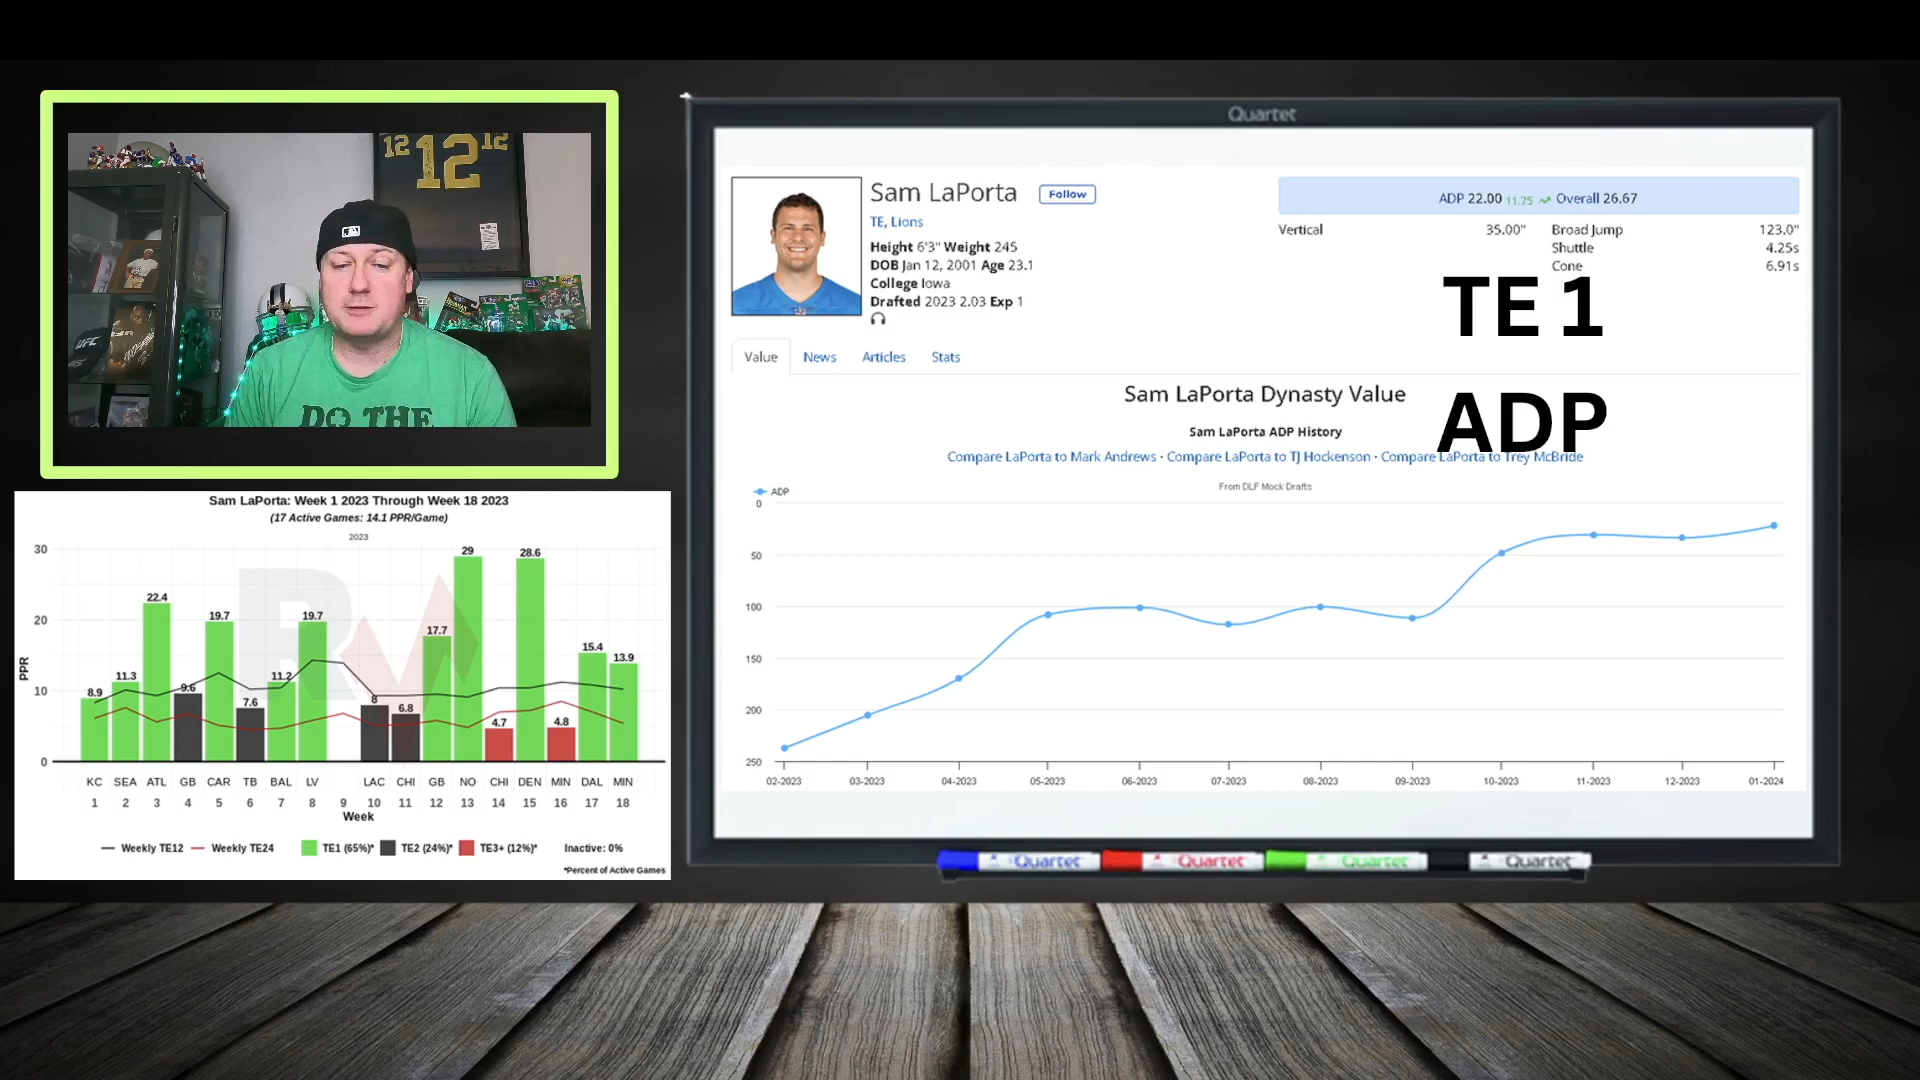 12 12 12
UFC
DO THE
Quartet
Sam LaPorta Follow
TE, Lions
Height 6'3" Weight 245
DOB Jan 12, 2001 Age 23.1
College Iowa
Drafted 2023 2.03 Exp 1
ADP 22.00 11.75 Overall 26.67
Vertical 35.00" Broad Jump 123.0"
Shuttle 4.25s
Cone 6.91s
TE 1
ADP
Value News Articles Stats
Sam LaPorta Dynasty Value
Sam LaPorta ADP History
Compare LaPorta to Mark Andrews · Compare LaPorta to TJ Hockenson · Compare LaPorta to Trey McBride
From DLF Mock Drafts
ADP
0
50
100
150
200
250
02-2023 03-2023 04-2023 05-2023 06-2023 07-2023 08-2023 09-2023 10-2023 11-2023 12-2023 01-2024
Quartet Quartet Quartet Quartet
Sam LaPorta: Week 1 2023 Through Week 18 2023
(17 Active Games: 14.1 PPR/Game)
2023
PPR
30
20
10
0
8.9 11.3 22.4 9.6 19.7 7.6 11.2 19.7 8 6.8 17.7 29 4.7 28.6 4.8 15.4 13.9
KC SEA ATL GB CAR TB BAL LV LAC CHI GB NO CHI DEN MIN DAL MIN
1 2 3 4 5 6 7 8 9 10 11 12 13 14 15 16 17 18
Week
Weekly TE12 Weekly TE24 TE1 (65%)* TE2 (24%)* TE3+ (12%)* Inactive: 0%
*Percent of Active Games